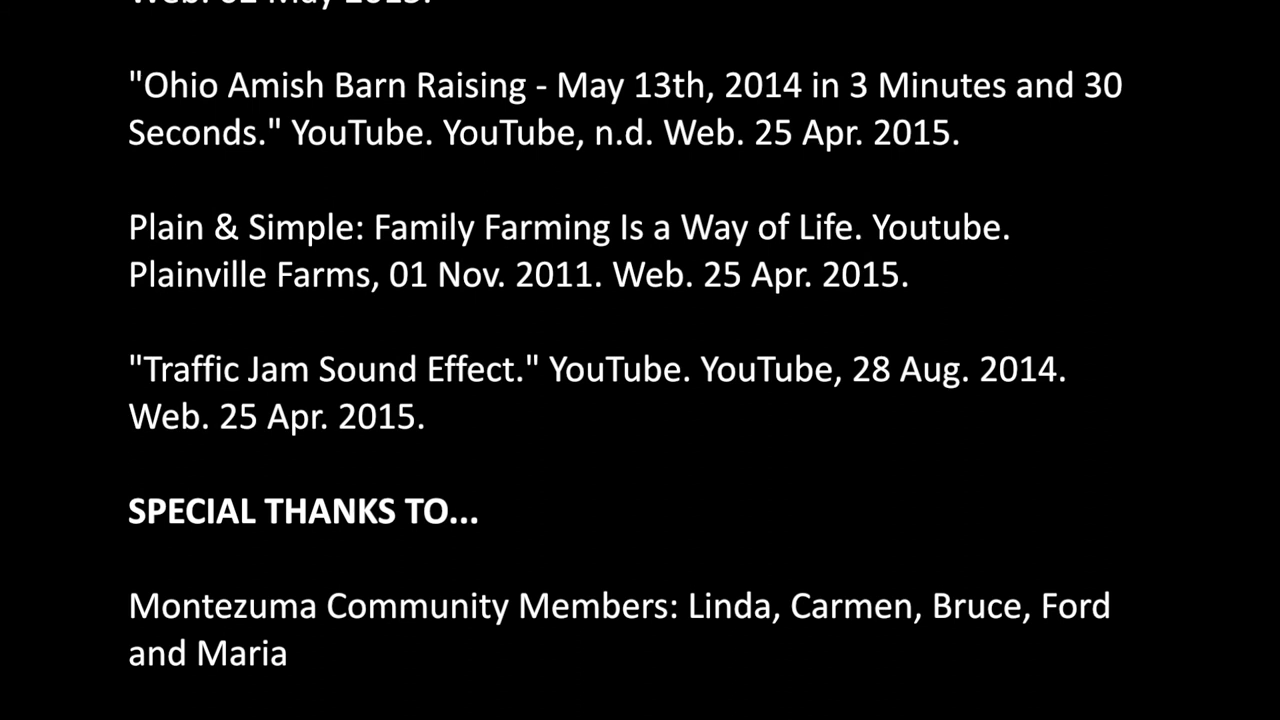 "Ohio Amish Barn Raising - May 13th, 2014 in 3 Minutes and 30
Seconds." YouTube. YouTube, n.d. Web. 25 Apr. 2015.
Plain & Simple: Family Farming Is a Way of Life. Youtube.
Plainville Farms, 01 Nov. 2011. Web. 25 Apr. 2015.
"Traffic Jam Sound Effect." YouTube. YouTube, 28 Aug. 2014.
Web. 25 Apr. 2015.
SPECIAL THANKS TO...
Montezuma Community Members: Linda, Carmen, Bruce, Ford
and Maria